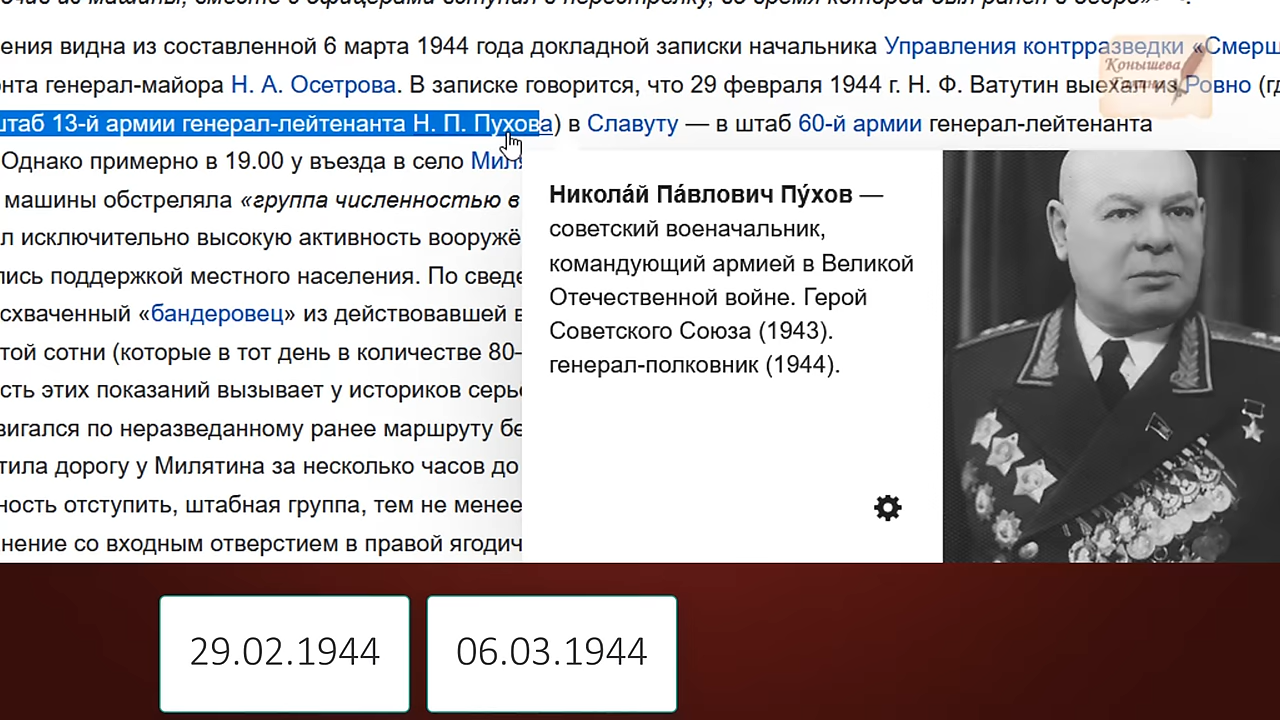 ения видна из составленной 6 марта 1944 года докладной записки начальника Управления контрразведки «Смерш
нта генерал-майора Н. А. Осетрова. В записке говорится, что 29 февраля 1944 г. Н. Ф. Ватутин выехал из Ровно (гд
штаб 13-й армии генерал-лейтенанта Н. П. Пухова) в Славуту — в штаб 60-й армии генерал-лейтенанта
Однако примерно в 19.00 у въезда в село Миля
машины обстреляла «группа численностью в
л исключительно высокую активность вооружё
лись поддержкой местного населения. По сведе
схваченный «бандеровец» из действовавшей в
той сотни (которые в тот день в количестве 80–
сть этих показаний вызывает у историков серь
вигался по неразведанному ранее маршруту бе
тила дорогу у Милятина за несколько часов до
ность отступить, штабная группа, тем не менее
нение со входным отверстием в правой ягодич
Никола́й Па́влович Пу́хов —
советский военачальник,
командующий армией в Великой
Отечественной войне. Герой
Советского Союза (1943).
генерал-полковник (1944).
Конышева
29.02.1944
06.03.1944